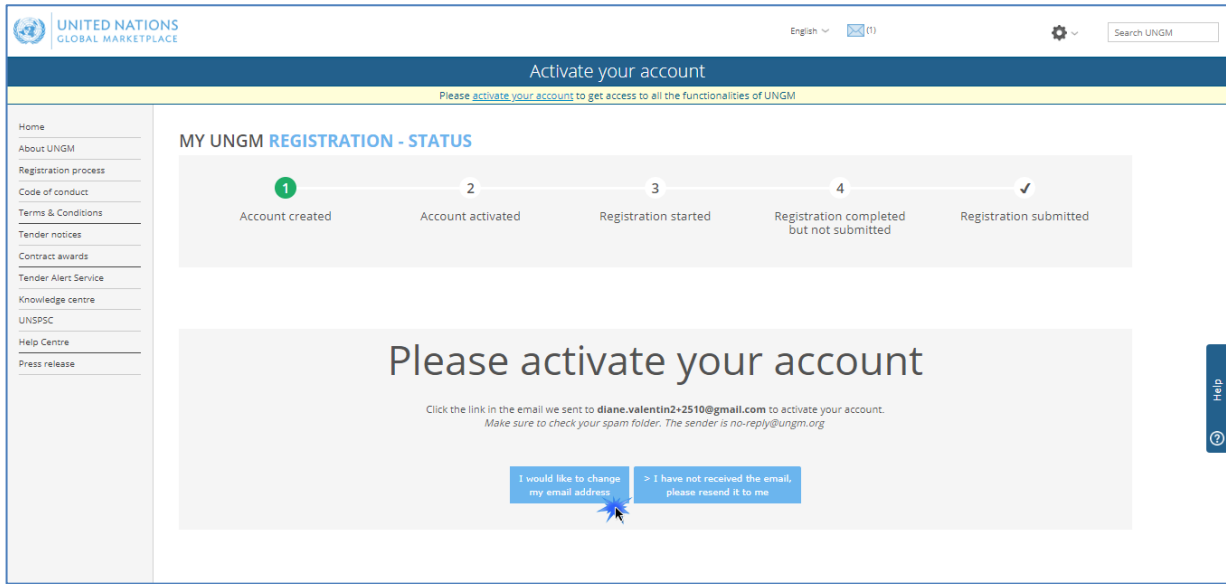 UNITED NATIONS
GLOBAL MARKETPLACE
English
(1)
Search UNGM
Activate your account
Please activate your account to get access to all the functionalities of UNGM
Home
About UNGM
Registration process
Code of conduct
Terms & Conditions
Tender notices
Contract awards
Tender Alert Service
Knowledge centre
UNSPSC
Help Centre
Press release
MY UNGM REGISTRATION - STATUS
1
Account created
2
Account activated
3
Registration started
4
Registration completed
but not submitted
Registration submitted
Please activate your account
Click the link in the email we sent to diane.valentin2+2510@gmail.com to activate your account.
Make sure to check your spam folder. The sender is no-reply@ungm.org
I would like to change
my email address
> I have not received the email,
please resend it to me
Help
?